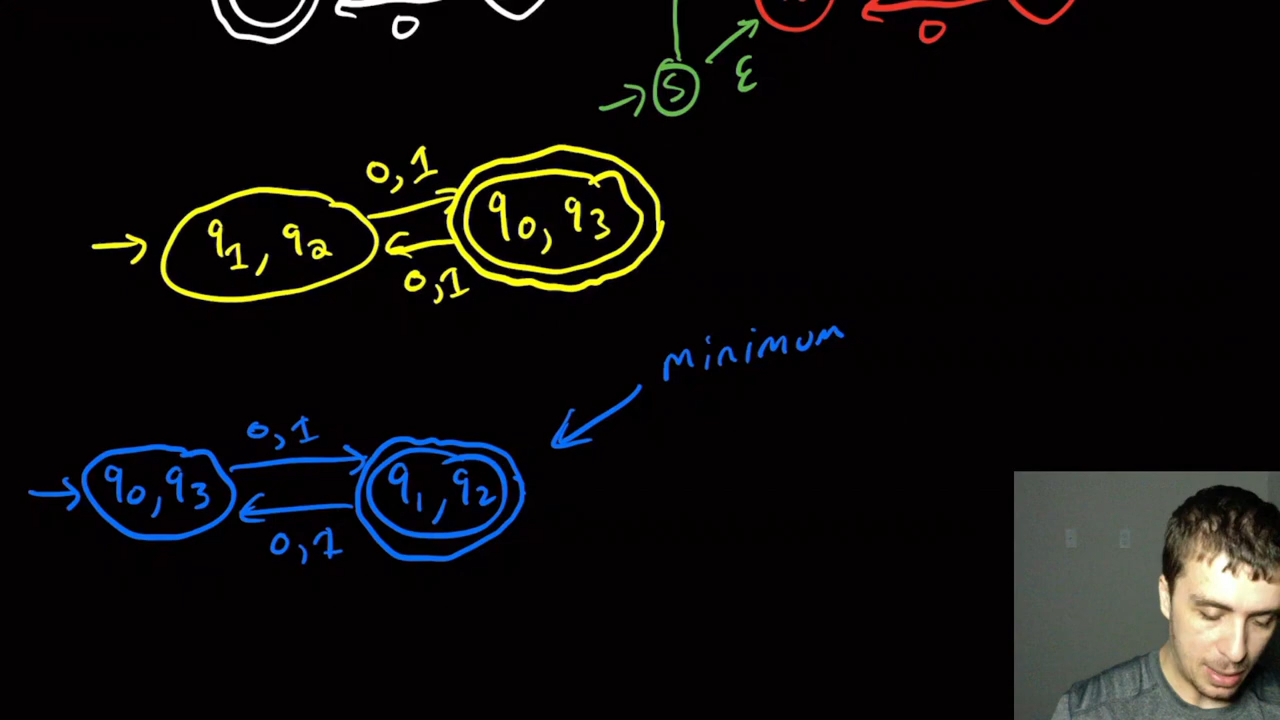 0
0
S ε
0,1
q1, q2
q0, q3
0,1
minimum
0,1
q0, q3
q1, q2
0,1